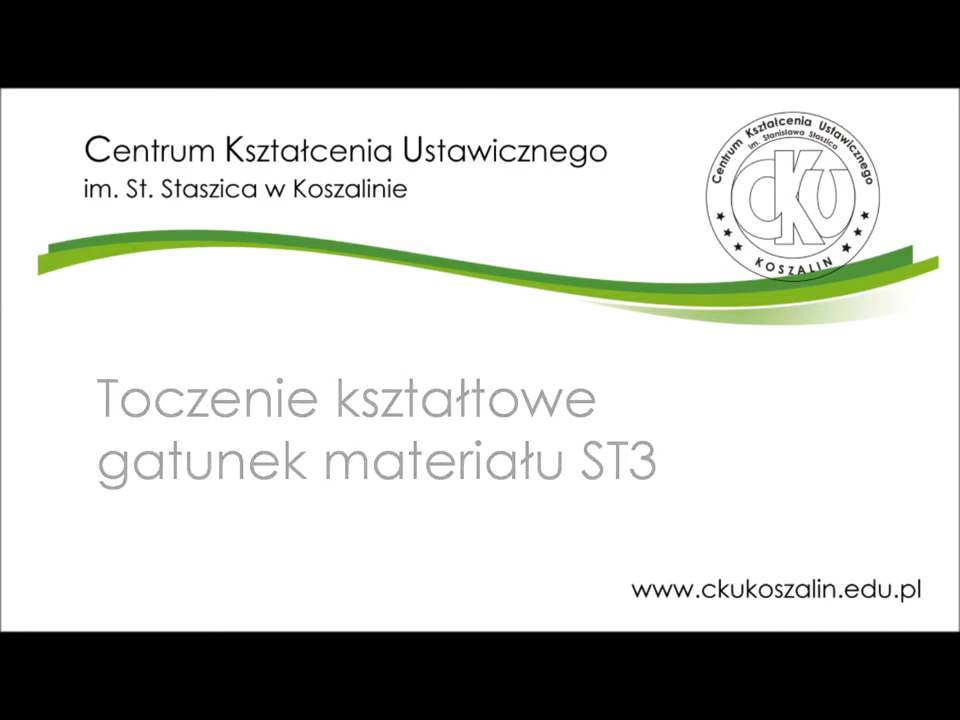 Centrum Kształcenia Ustawicznego
im. St. Staszica w Koszalinie
Centrum Kształcenia Ustawicznego
im. Stanisława Staszica
CKU
KOSZALIN
Toczenie kształtowe
gatunek materiału ST3
www.ckukoszalin.edu.pl